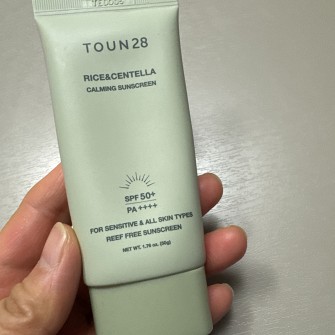 TOUN28
RICE&CENTELLA
CALMING SUNSCREEN
SPF 50+
PA ++++
FOR SENSITIVE & ALL SKIN TYPES
REEF FREE SUNSCREEN
NET WT. 1.76 oz. (50g)